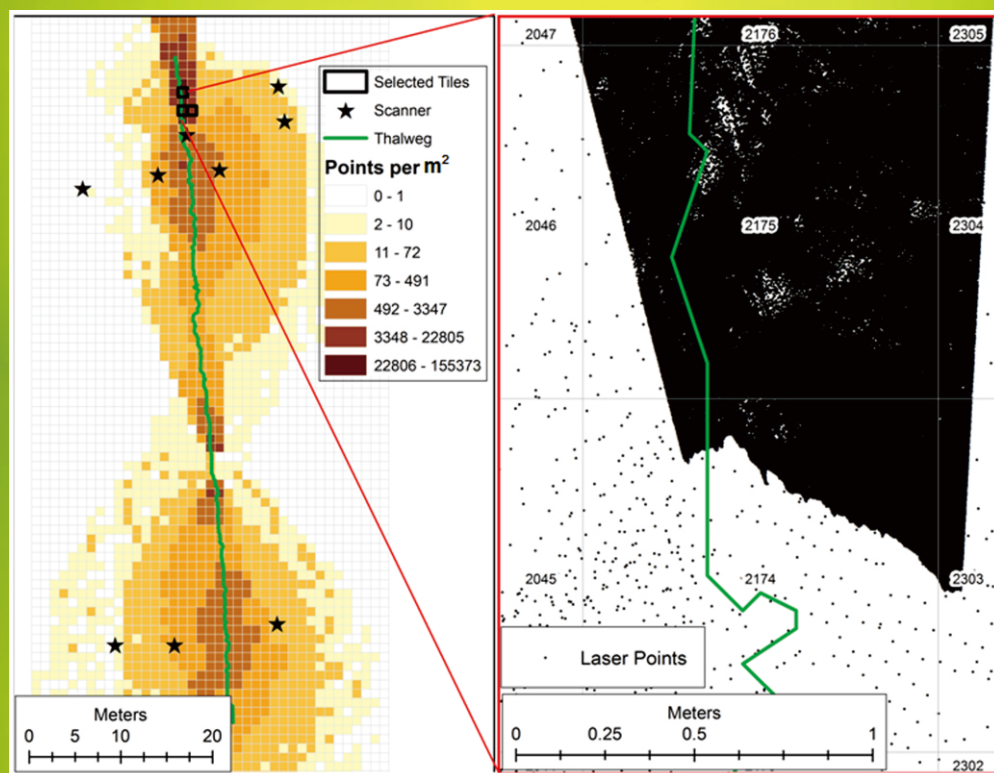 Selected Tiles
Scanner
Thalweg
Points per m²
0 - 1
2 - 10
11 - 72
73 - 491
492 - 3347
3348 - 22805
22806 - 155373
Meters
0 5 10 20
2047 2176 2305
2046 2175 2304
2045 2174 2303
Laser Points
Meters
0 0.25 0.5 1
2302